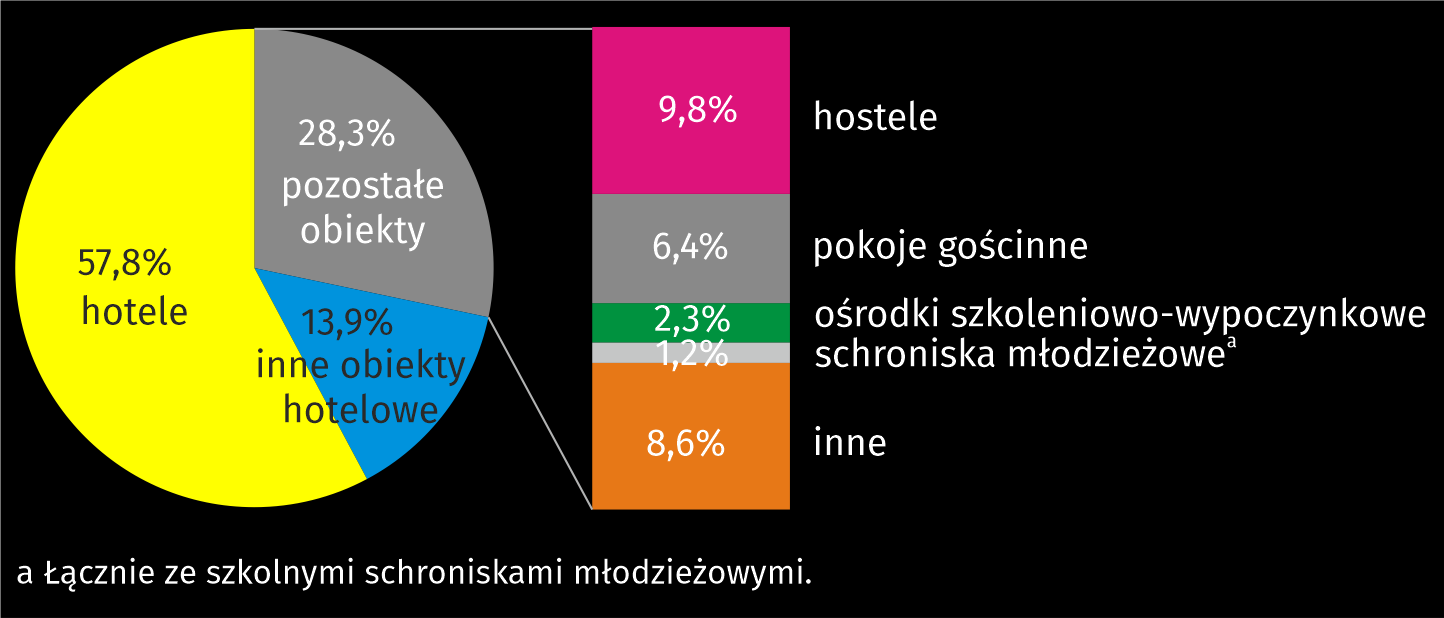 28,3%
pozostałe
obiekty
57,8%
hotele
13,9%
inne obiekty
hotelowe
9,8%
hostele
6,4%
pokoje gościnne
2,3%
ośrodki szkoleniowo-wypoczynkowe
1,2%
schroniska młodzieżoweᵃ
8,6%
inne
a Łącznie ze szkolnymi schroniskami młodzieżowymi.